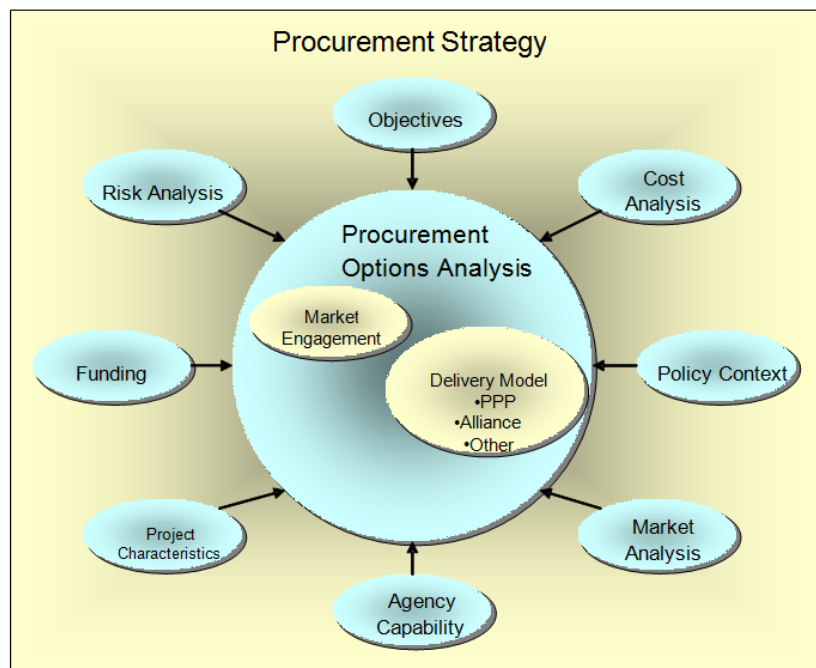 Procurement Strategy
Objectives
Risk Analysis
Cost
Analysis
Procurement
Options Analysis
Market
Engagement
Funding
Delivery Model
•PPP
•Alliance
•Other
Policy Context
Project
Characteristics
Market
Analysis
Agency
Capability